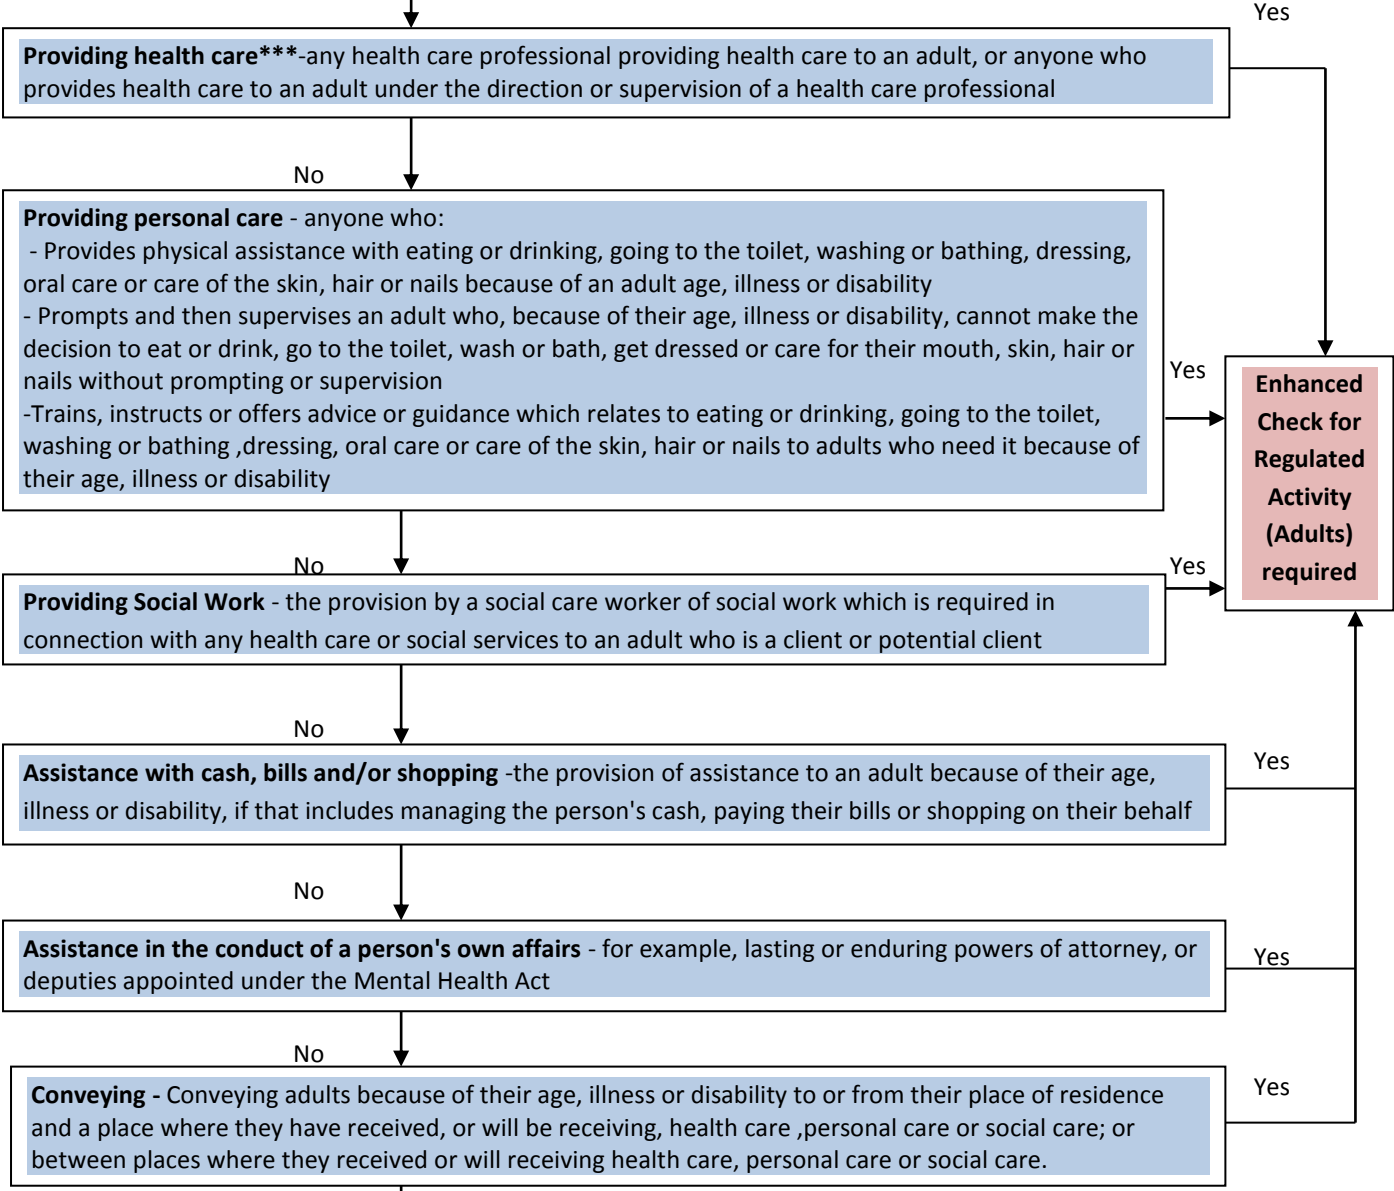 Yes
Providing health care***-any health care professional providing health care to an adult, or anyone who
provides health care to an adult under the direction or supervision of a health care professional
No
Providing personal care - anyone who:
- Provides physical assistance with eating or drinking, going to the toilet, washing or bathing, dressing,
oral care or care of the skin, hair or nails because of an adult age, illness or disability
- Prompts and then supervises an adult who, because of their age, illness or disability, cannot make the
decision to eat or drink, go to the toilet, wash or bath, get dressed or care for their mouth, skin, hair or
nails without prompting or supervision
-Trains, instructs or offers advice or guidance which relates to eating or drinking, going to the toilet,
washing or bathing ,dressing, oral care or care of the skin, hair or nails to adults who need it because of
their age, illness or disability
Yes
Enhanced
Check for
Regulated
Activity
(Adults)
required
No
Yes
Providing Social Work - the provision by a social care worker of social work which is required in
connection with any health care or social services to an adult who is a client or potential client
No
Assistance with cash, bills and/or shopping -the provision of assistance to an adult because of their age,
illness or disability, if that includes managing the person's cash, paying their bills or shopping on their behalf
Yes
No
Assistance in the conduct of a person's own affairs - for example, lasting or enduring powers of attorney, or
deputies appointed under the Mental Health Act
Yes
No
Conveying - Conveying adults because of their age, illness or disability to or from their place of residence
and a place where they have received, or will be receiving, health care ,personal care or social care; or
between places where they received or will receiving health care, personal care or social care.
Yes